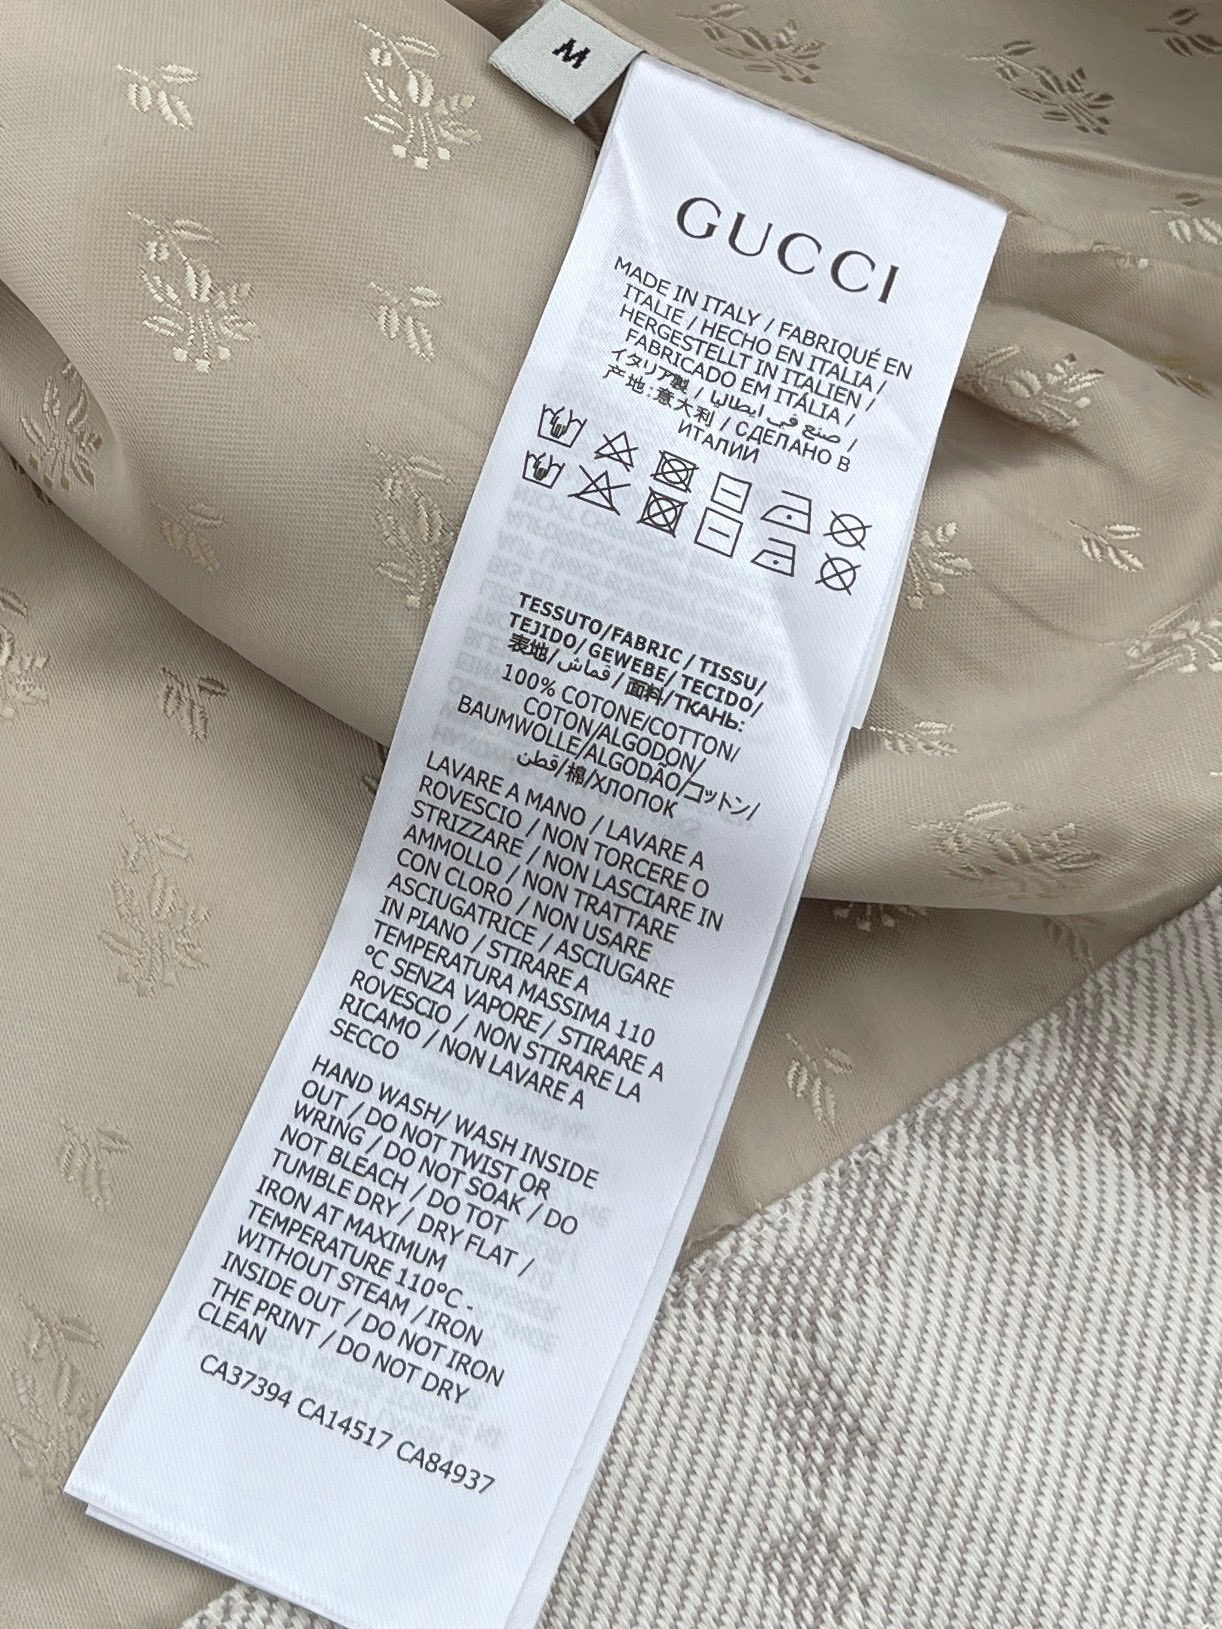 M
GUCCI
MADE IN ITALY / FABRIQUÉ EN
ITALIE / HECHO EN ITALIA /
HERGESTELLT IN ITALIEN /
FABRICADO EM ITÁLIA /
イタリア製 / صنع في ايطاليا /
产地:意大利 / СДЕЛАНО В
ИТАЛИИ
TESSUTO/FABRIC / TISSU/
TEJIDO/ GEWEBE/ TECIDO/
表地/ قماش / 面料/ТКАНЬ:
100% COTONE/COTTON/
COTON/ALGODON/
BAUMWOLLE/ALGODÃO/コットン/
قطن/棉/ХЛОПОК
LAVARE A MANO / LAVARE A
ROVESCIO / NON TORCERE O
STRIZZARE / NON LASCIARE IN
AMMOLLO / NON TRATTARE
CON CLORO / NON USARE
ASCIUGATRICE / ASCIUGARE
IN PIANO / STIRARE A
TEMPERATURA MASSIMA 110
°C SENZA VAPORE / STIRARE A
ROVESCIO / NON STIRARE LA
RICAMO / NON LAVARE A
SECCO
HAND WASH/ WASH INSIDE
OUT / DO NOT TWIST OR
WRING / DO NOT SOAK / DO
NOT BLEACH / DO TOT
TUMBLE DRY / DRY FLAT /
IRON AT MAXIMUM
TEMPERATURE 110°C -
WITHOUT STEAM / IRON
INSIDE OUT / DO NOT IRON
THE PRINT / DO NOT DRY
CLEAN
CA37394 CA14517 CA84937